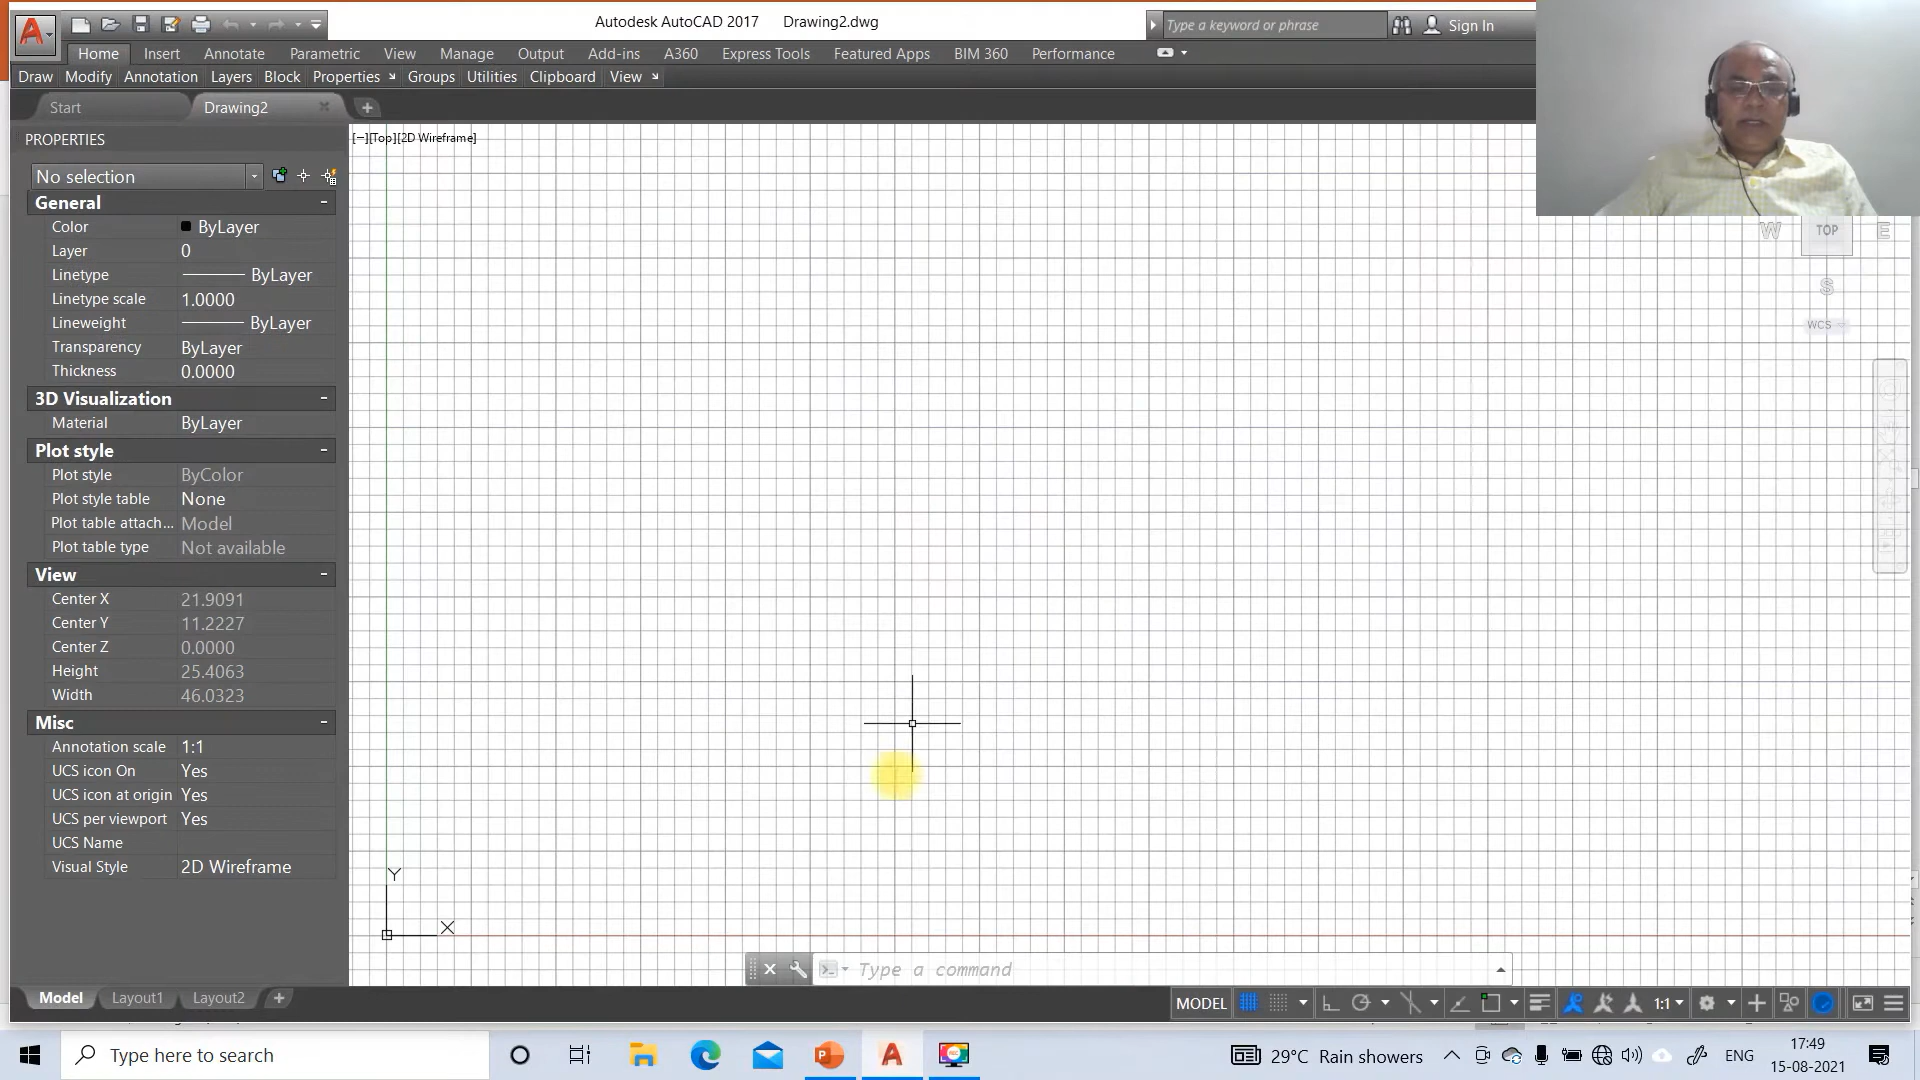 Autodesk AutoCAD 2017 Drawing2.dwg
Type a keyword or phrase
Sign In
Home Insert Annotate Parametric View Manage Output Add-ins A360 Express Tools Featured Apps BIM 360 Performance
Draw Modify Annotation Layers Block Properties Groups Utilities Clipboard View
Start Drawing2
PROPERTIES
[−][Top][2D Wireframe]
No selection
General
Color ByLayer
Layer 0
Linetype ByLayer
Linetype scale 1.0000
Lineweight ByLayer
Transparency ByLayer
Thickness 0.0000
3D Visualization
Material ByLayer
Plot style
Plot style ByColor
Plot style table None
Plot table attach... Model
Plot table type Not available
View
Center X 21.9091
Center Y 11.2227
Center Z 0.0000
Height 25.4063
Width 46.0323
Misc
Annotation scale 1:1
UCS icon On Yes
UCS icon at origin Yes
UCS per viewport Yes
UCS Name
Visual Style 2D Wireframe
W TOP E
S
WCS
Y
X
Type a command
Model Layout1 Layout2
MODEL 1:1
Type here to search
29°C Rain showers
ENG
17:49
15-08-2021